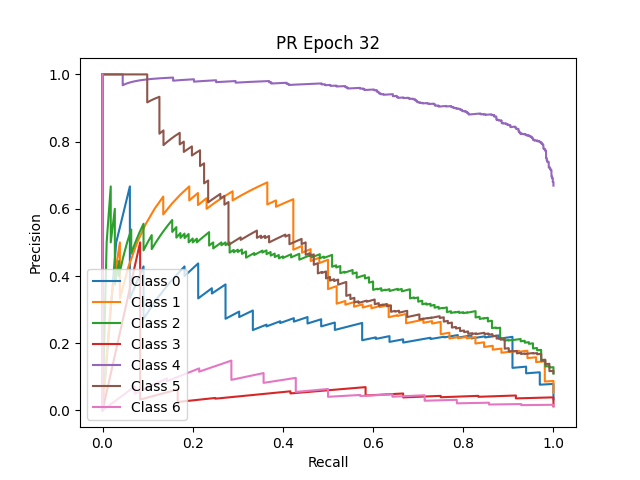 PR Epoch 32
Precision
1.0
0.8
0.6
0.4
0.2
0.0
Class 0
Class 1
Class 2
Class 3
Class 4
Class 5
Class 6
0.0 0.2 0.4 0.6 0.8 1.0
Recall